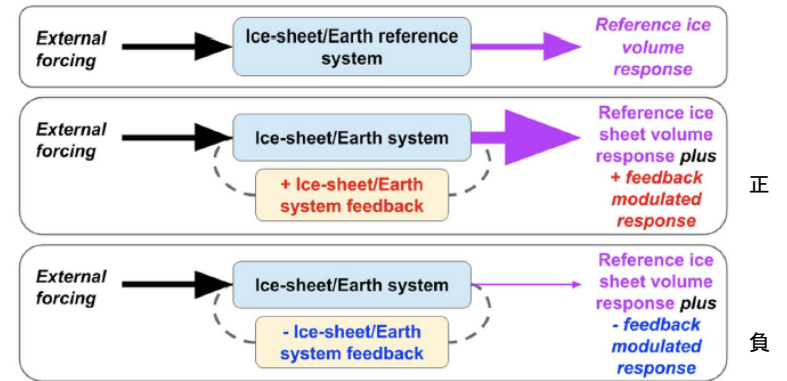 External
forcing
Ice-sheet/Earth reference
system
Reference ice
volume
response
External
forcing
Ice-sheet/Earth system
+ Ice-sheet/Earth
system feedback
Reference ice
sheet volume
response plus
+ feedback
modulated
response
正
External
forcing
Ice-sheet/Earth system
- Ice-sheet/Earth
system feedback
Reference ice
sheet volume
response plus
- feedback
modulated
response
負